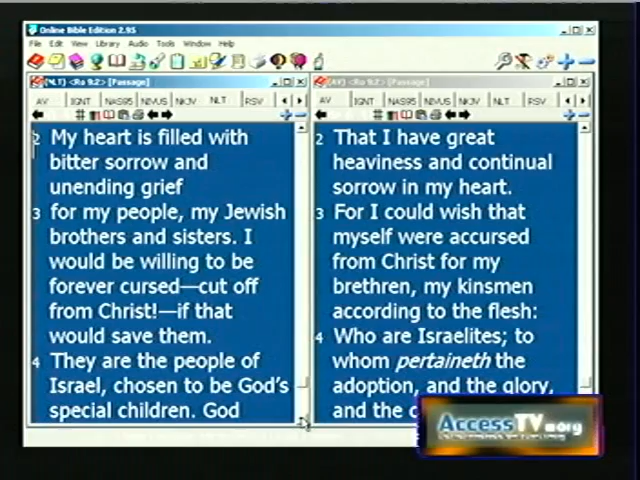 Online Bible Edition 2.95
File Edit View Library Audio Tools Window Help
(NLT) <Ro 9:2> [Passage]
AV IGNT NAS95 NIVUS NKJV NLT RSV
2 My heart is filled with
bitter sorrow and
unending grief
3 for my people, my Jewish
brothers and sisters. I
would be willing to be
forever cursed—cut off
from Christ!—if that
would save them.
4 They are the people of
Israel, chosen to be God's
special children. God
(AV) <Ro 9:2> [Passage]
AV IGNT NAS95 NIVUS NKJV NLT RSV
2 That I have great
heaviness and continual
sorrow in my heart.
3 For I could wish that
myself were accursed
from Christ for my
brethren, my kinsmen
according to the flesh:
4 Who are Israelites; to
whom pertaineth the
adoption, and the glory,
and the
AccessTV.org